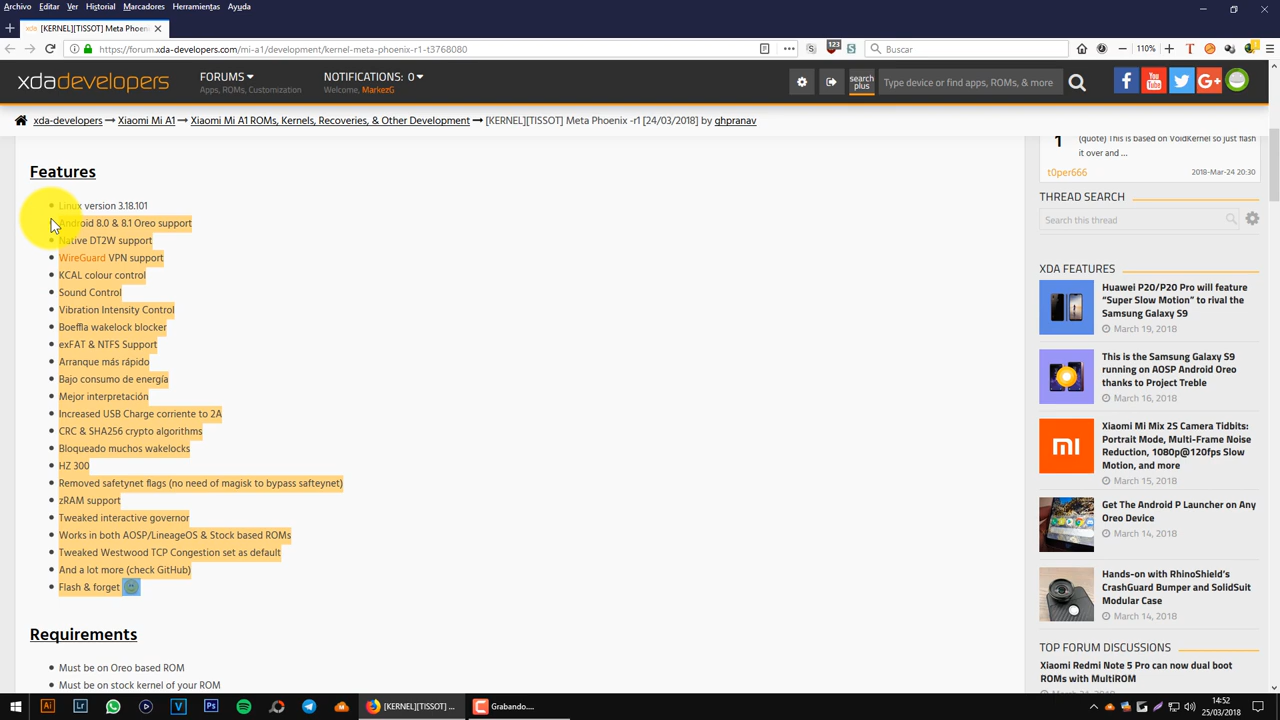 Archivo Editar Ver Historial Marcadores Herramientas Ayuda
[KERNEL][TISSOT] Meta Phoen
https://forum.xda-developers.com/mi-a1/development/kernel-meta-phoenix-r1-t3768080
110%
Buscar
xdadevelopers
FORUMS
Apps, ROMs, Customization
NOTIFICATIONS: 0
Welcome, MarkezG
search plus
Type device or find apps, ROMs, & more
xda-developers → Xiaomi Mi A1 → Xiaomi Mi A1 ROMs, Kernels, Recoveries, & Other Development → [KERNEL][TISSOT] Meta Phoenix -r1 [24/03/2018] by ghpranav
Features
Linux version 3.18.101
Android 8.0 & 8.1 Oreo support
Native DT2W support
WireGuard VPN support
KCAL colour control
Sound Control
Vibration Intensity Control
Boeffla wakelock blocker
exFAT & NTFS Support
Arranque más rápido
Bajo consumo de energía
Mejor interpretación
Increased USB Charge corriente to 2A
CRC & SHA256 crypto algorithms
Bloqueado muchos wakelocks
HZ 300
Removed safetynet flags (no need of magisk to bypass safteynet)
zRAM support
Tweaked interactive governor
Works in both AOSP/LineageOS & Stock based ROMs
Tweaked Westwood TCP Congestion set as default
And a lot more (check GitHub)
Flash & forget
Requirements
Must be on Oreo based ROM
Must be on stock kernel of your ROM
1
(quote) This is based on VoidKernel so just flash
it over and ...
t0per666
2018-Mar-24 20:30
THREAD SEARCH
Search this thread
XDA FEATURES
Huawei P20/P20 Pro will feature
“Super Slow Motion” to rival the
Samsung Galaxy S9
March 19, 2018
This is the Samsung Galaxy S9
running on AOSP Android Oreo
thanks to Project Treble
March 16, 2018
Xiaomi Mi Mix 2S Camera Tidbits:
Portrait Mode, Multi-Frame Noise
Reduction, 1080p@120fps Slow
Motion, and more
March 15, 2018
Get The Android P Launcher on Any
Oreo Device
March 14, 2018
Hands-on with RhinoShield’s
CrashGuard Bumper and SolidSuit
Modular Case
March 14, 2018
TOP FORUM DISCUSSIONS
Xiaomi Redmi Note 5 Pro can now dual boot
ROMs with MultiROM
[KERNEL][TISSOT] ...
Grabando....
14:52
25/03/2018